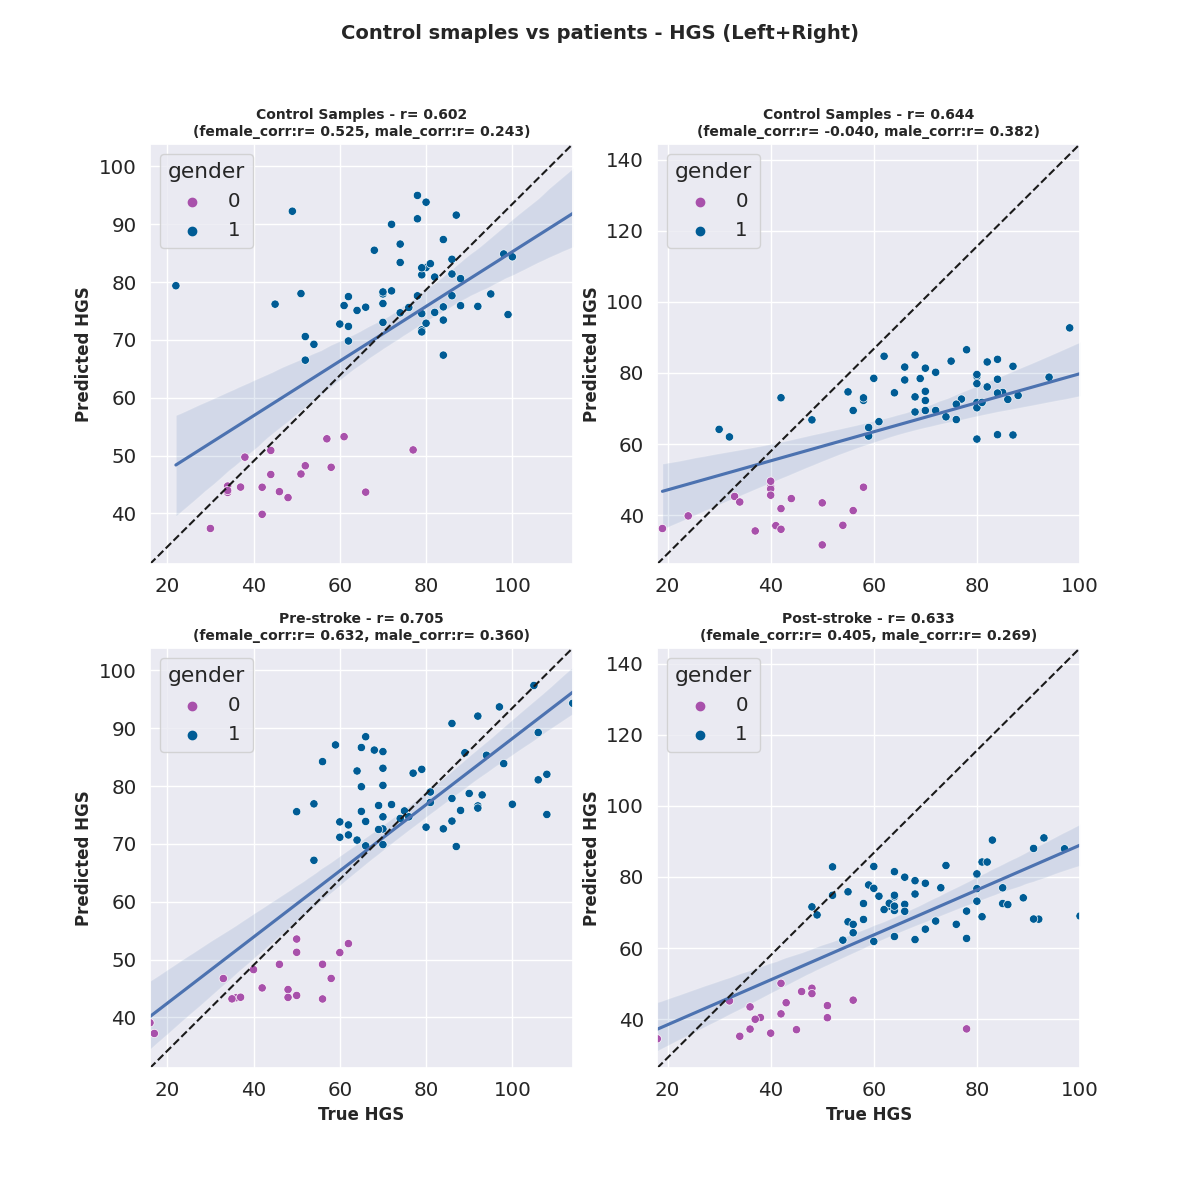 Control smaples vs patients - HGS (Left+Right)
Control Samples - r= 0.602
(female_corr:r= 0.525, male_corr:r= 0.243)
Predicted HGS
100
90
80
70
60
50
40
gender
0
1
20 40 60 80 100
Control Samples - r= 0.644
(female_corr:r= -0.040, male_corr:r= 0.382)
Predicted HGS
140
120
100
80
60
40
gender
0
1
20 40 60 80 100
Pre-stroke - r= 0.705
(female_corr:r= 0.632, male_corr:r= 0.360)
Predicted HGS
100
90
80
70
60
50
40
gender
0
1
20 40 60 80 100
True HGS
Post-stroke - r= 0.633
(female_corr:r= 0.405, male_corr:r= 0.269)
Predicted HGS
140
120
100
80
60
40
gender
0
1
20 40 60 80 100
True HGS